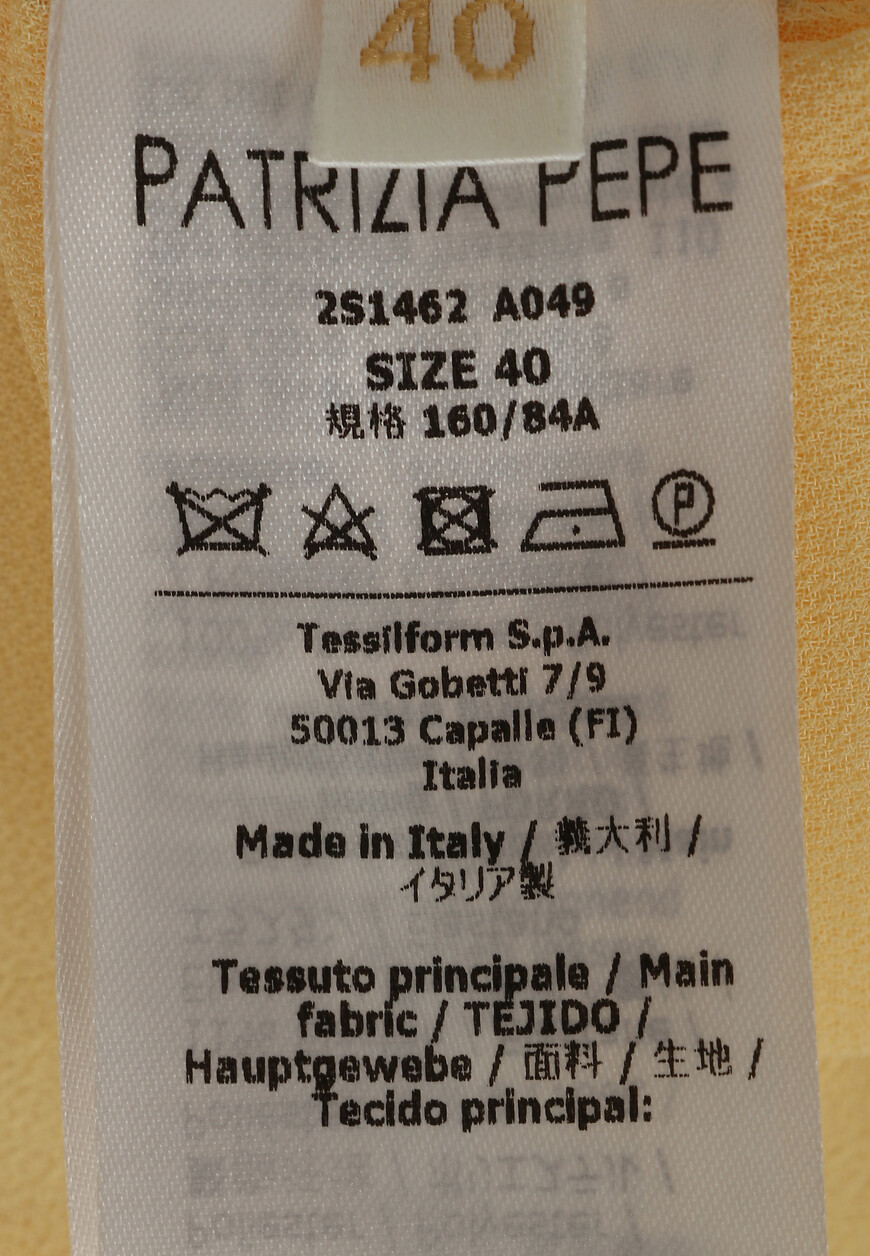 40
PATRIZIA PEPE
2S1462 A049
SIZE 40
規格 160/84A
P
Tessilform S.p.A.
Via Gobetti 7/9
50013 Capalle (FI)
Italia
Made in Italy / 義大利 /
イタリア製
Tessuto principale / Main
fabric / TEJIDO /
Hauptgewebe / 面料 / 生地 /
Tecido principal: